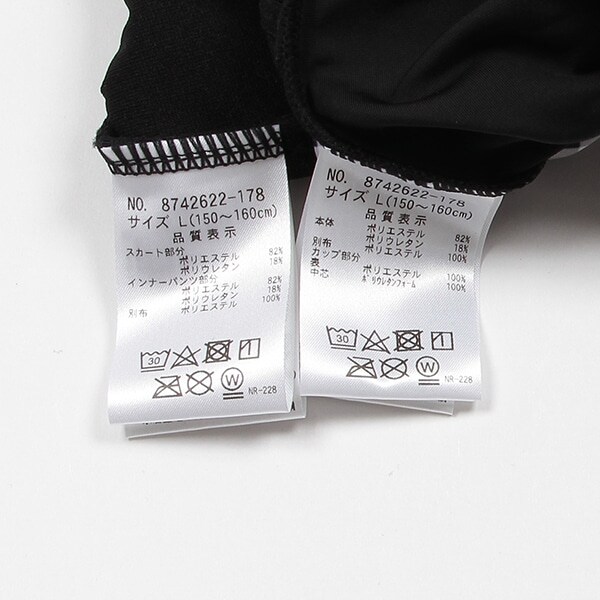 NO. 8742622-178
サイズ L(150～160cm)
品質表示
スカート部分
ポリエステル 82%
ポリウレタン 18%
インナーパンツ部分
ポリエステル 82%
ポリウレタン 18%
別布 ポリエステル 100%
30
W
NR-228
NO. 8742622-178
サイズ L(150～160cm)
品質表示
本体 ポリエステル 82%
ポリウレタン 18%
別布 ポリエステル 100%
カップ部分
表 ポリエステル 100%
中芯 ポリウレタンフォーム 100%
30
W
NR-228